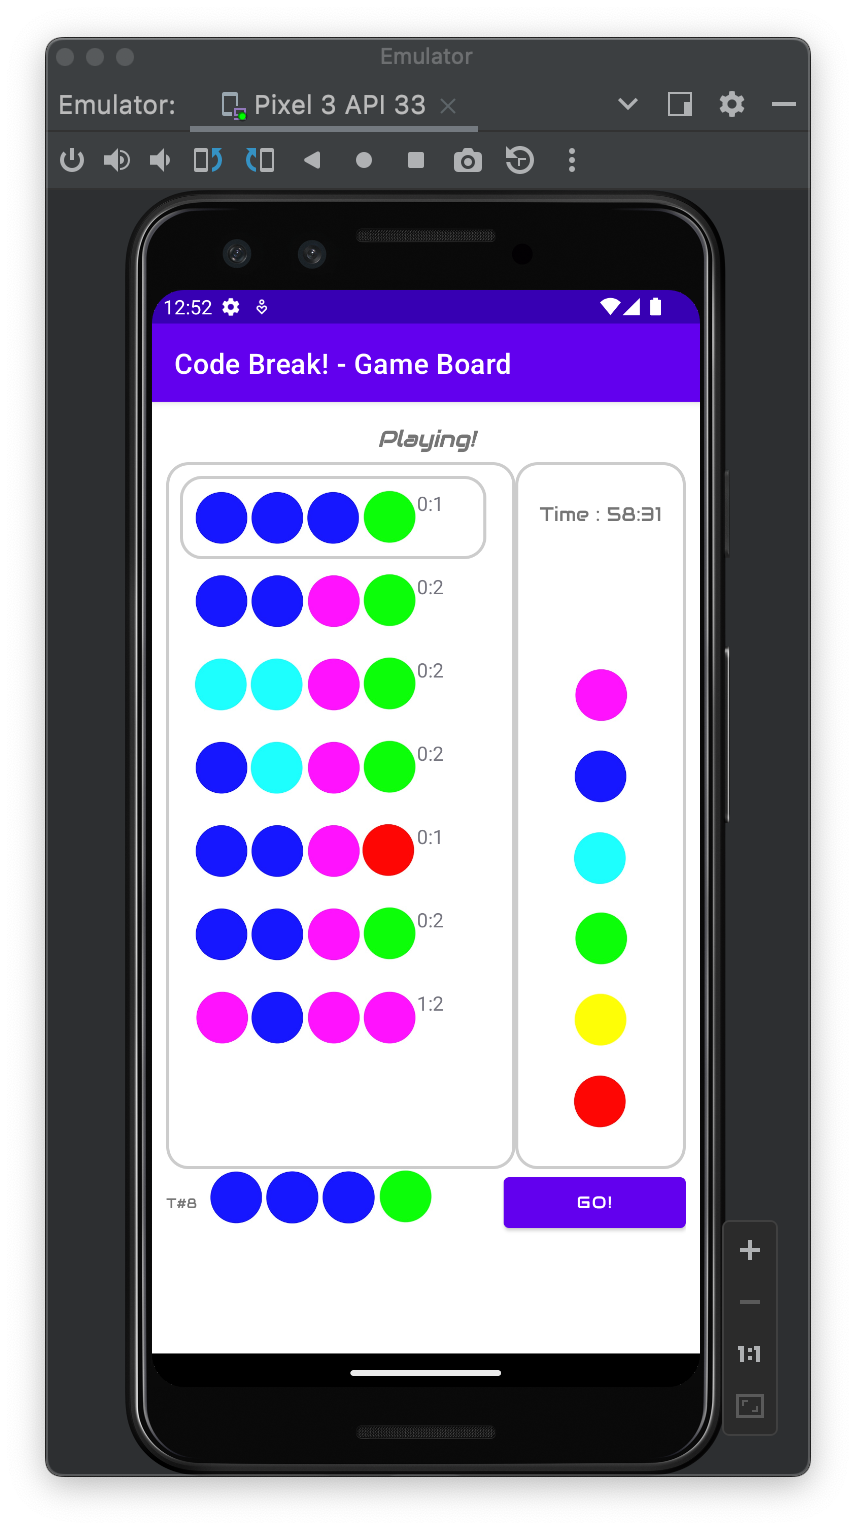 Emulator
Emulator: Pixel 3 API 33
12:52
Code Break! - Game Board
Playing!
0:1
Time : 58:31
0:2
0:2
0:2
0:1
0:2
1:2
T#8
GO!
1:1